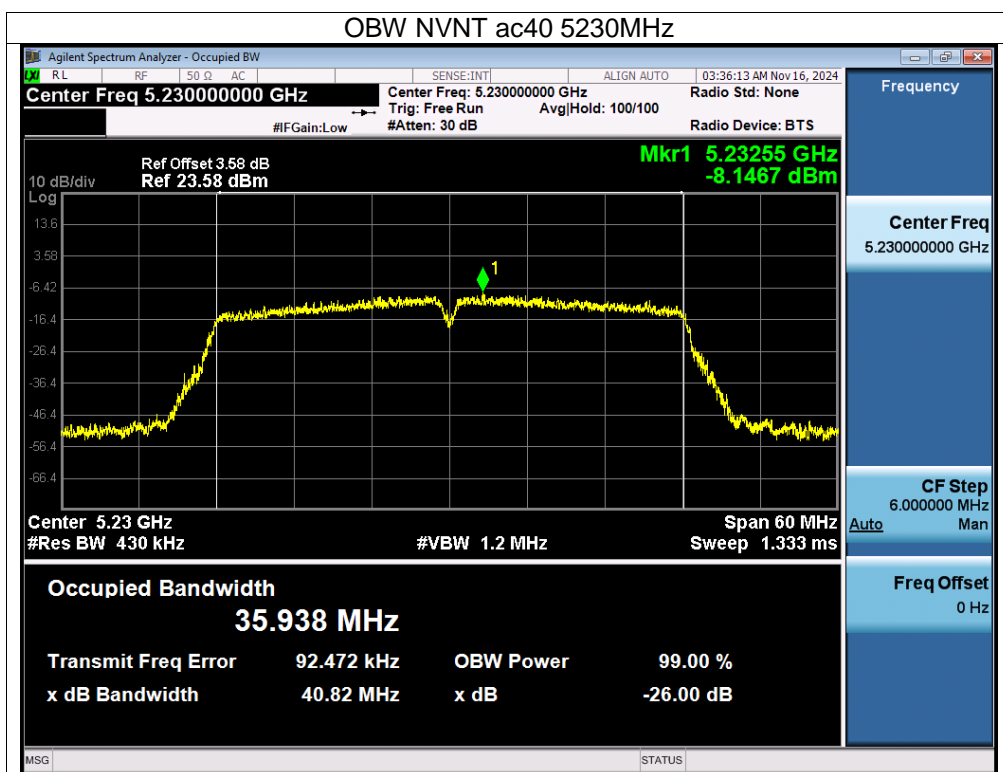 OBW NVNT ac40 5230MHz
Agilent Spectrum Analyzer - Occupied BW
LXI RL RF 50 Ω AC SENSE:INT ALIGN AUTO 03:36:13 AM Nov 16, 2024
Center Freq 5.230000000 GHz
Center Freq: 5.230000000 GHz Radio Std: None
Trig: Free Run Avg|Hold: 100/100
#IFGain:Low #Atten: 30 dB Radio Device: BTS
Frequency
Mkr1 5.23255 GHz
-8.1467 dBm
Ref Offset 3.58 dB
10 dB/div Ref 23.58 dBm
Log
13.6
3.58
-6.42
-16.4
-26.4
-36.4
-46.4
-56.4
-66.4
1
Center 5.23 GHz Span 60 MHz
#Res BW 430 kHz #VBW 1.2 MHz Sweep 1.333 ms
Center Freq
5.230000000 GHz
CF Step
6.000000 MHz
Auto Man
Freq Offset
0 Hz
Occupied Bandwidth
35.938 MHz
Transmit Freq Error 92.472 kHz OBW Power 99.00 %
x dB Bandwidth 40.82 MHz x dB -26.00 dB
MSG STATUS